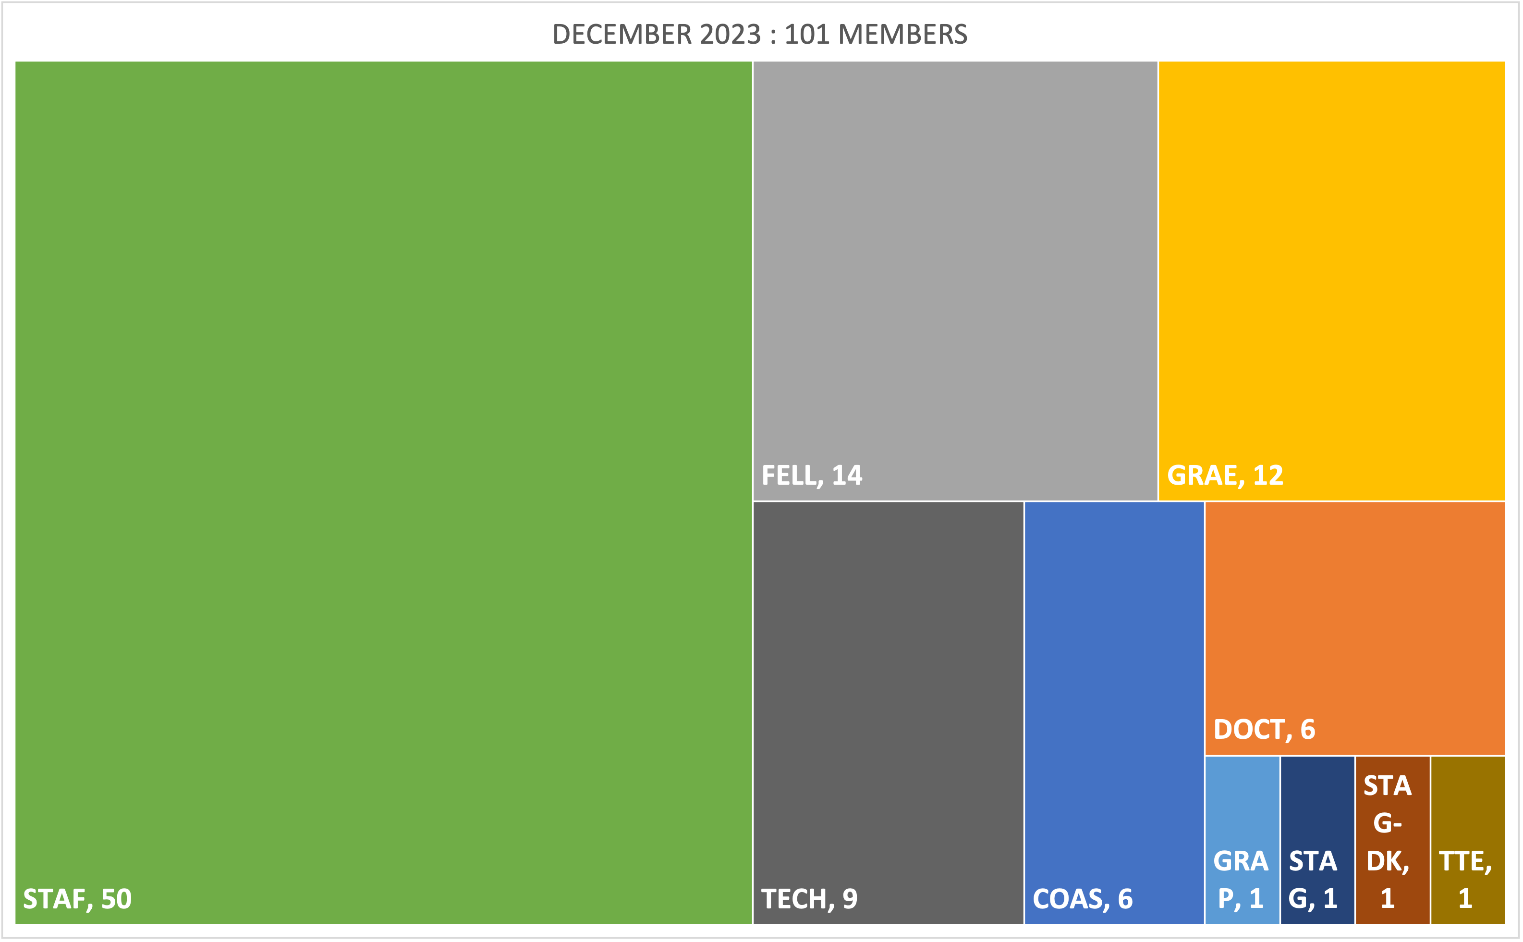 DECEMBER 2023 : 101 MEMBERS
STAF, 50
FELL, 14
GRAE, 12
TECH, 9
COAS, 6
DOCT, 6
GRA
P, 1
STA
G, 1
STA
G-
DK,
1
TTE,
1